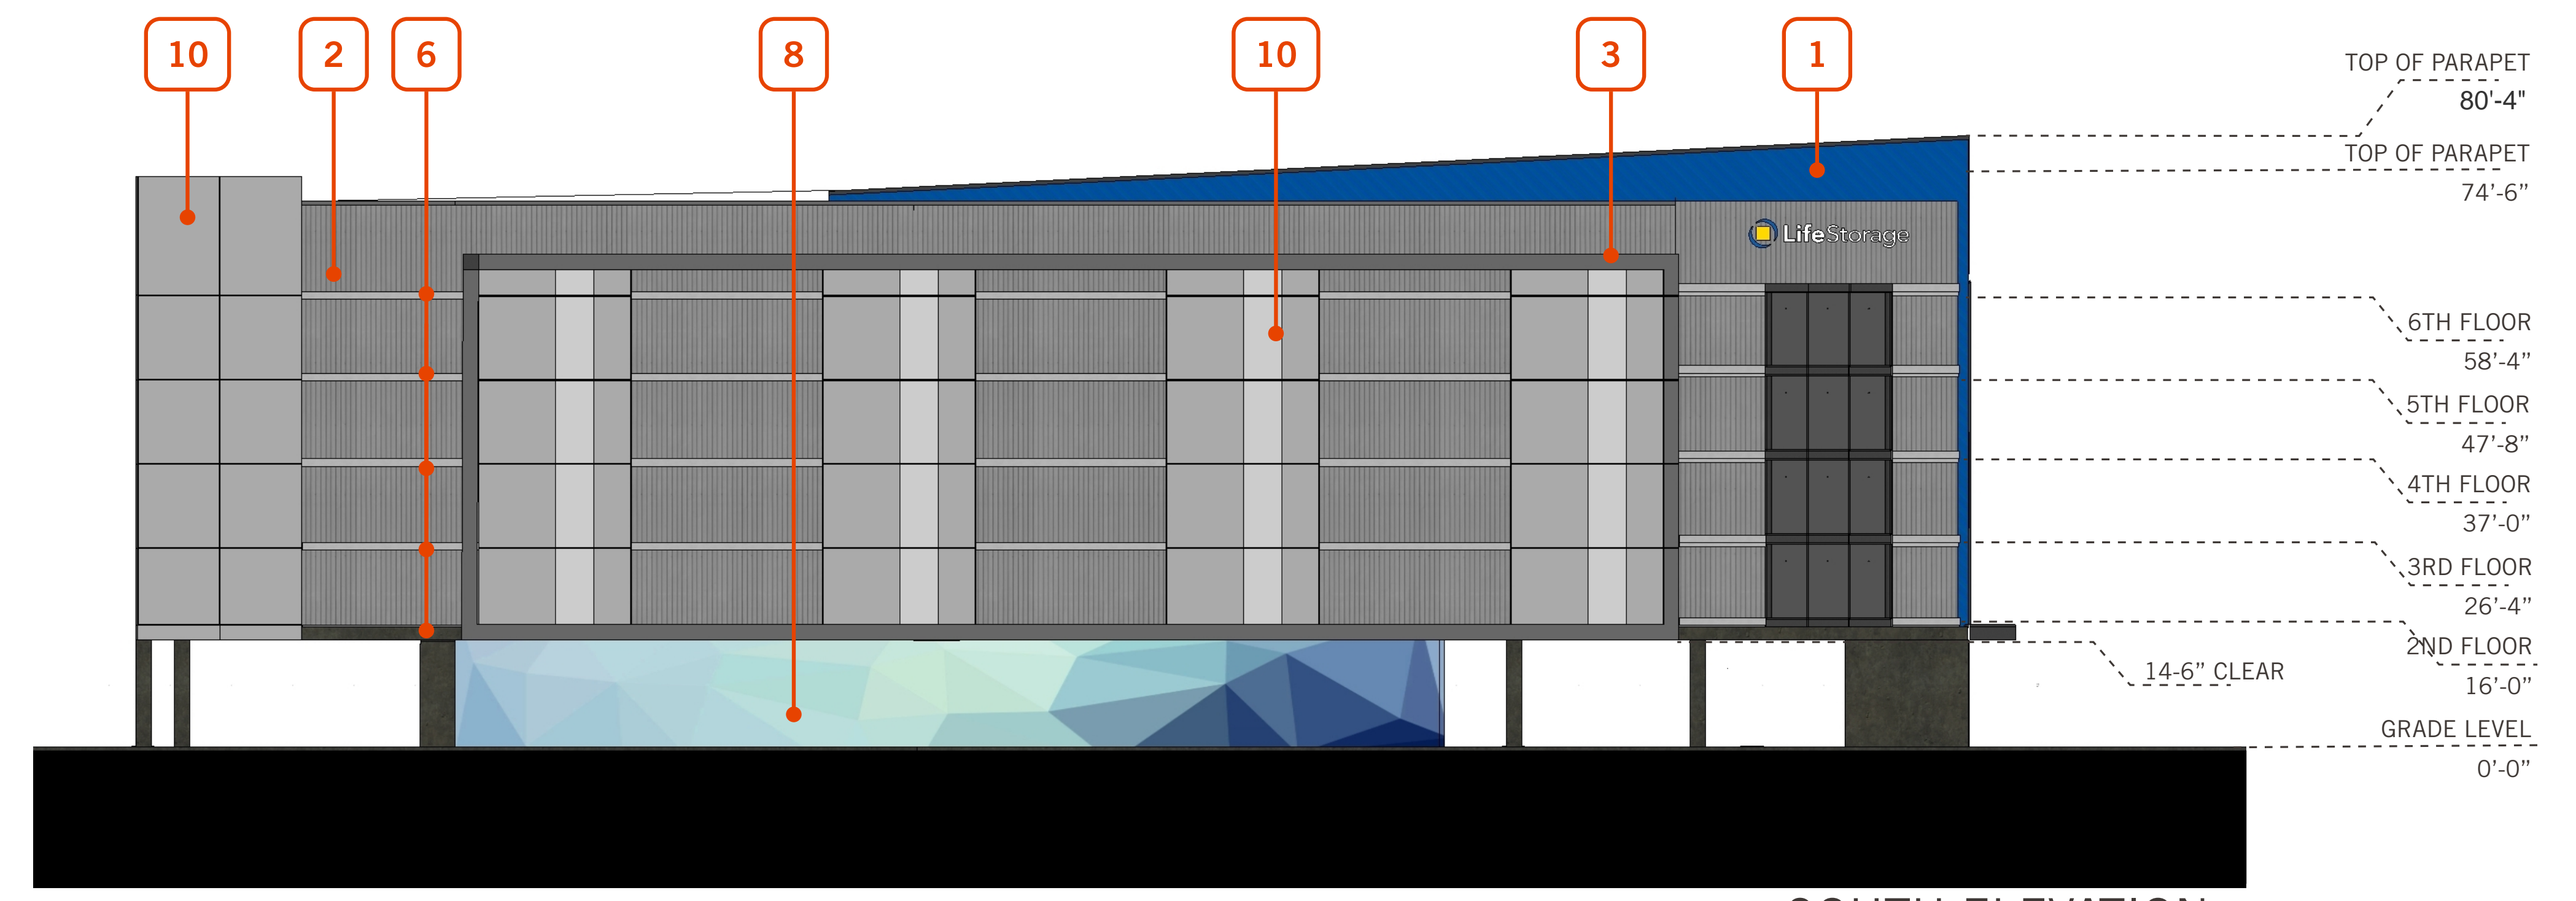 10
2
6
8
10
3
1
TOP OF PARAPET
80'-4"
TOP OF PARAPET
74'-6”
LifeStorage
6TH FLOOR
58'-4”
5TH FLOOR
47'-8”
4TH FLOOR
37'-0”
3RD FLOOR
26'-4”
2ND FLOOR
14-6” CLEAR
16'-0”
GRADE LEVEL
0'-0”
SOUTH ELEVATION